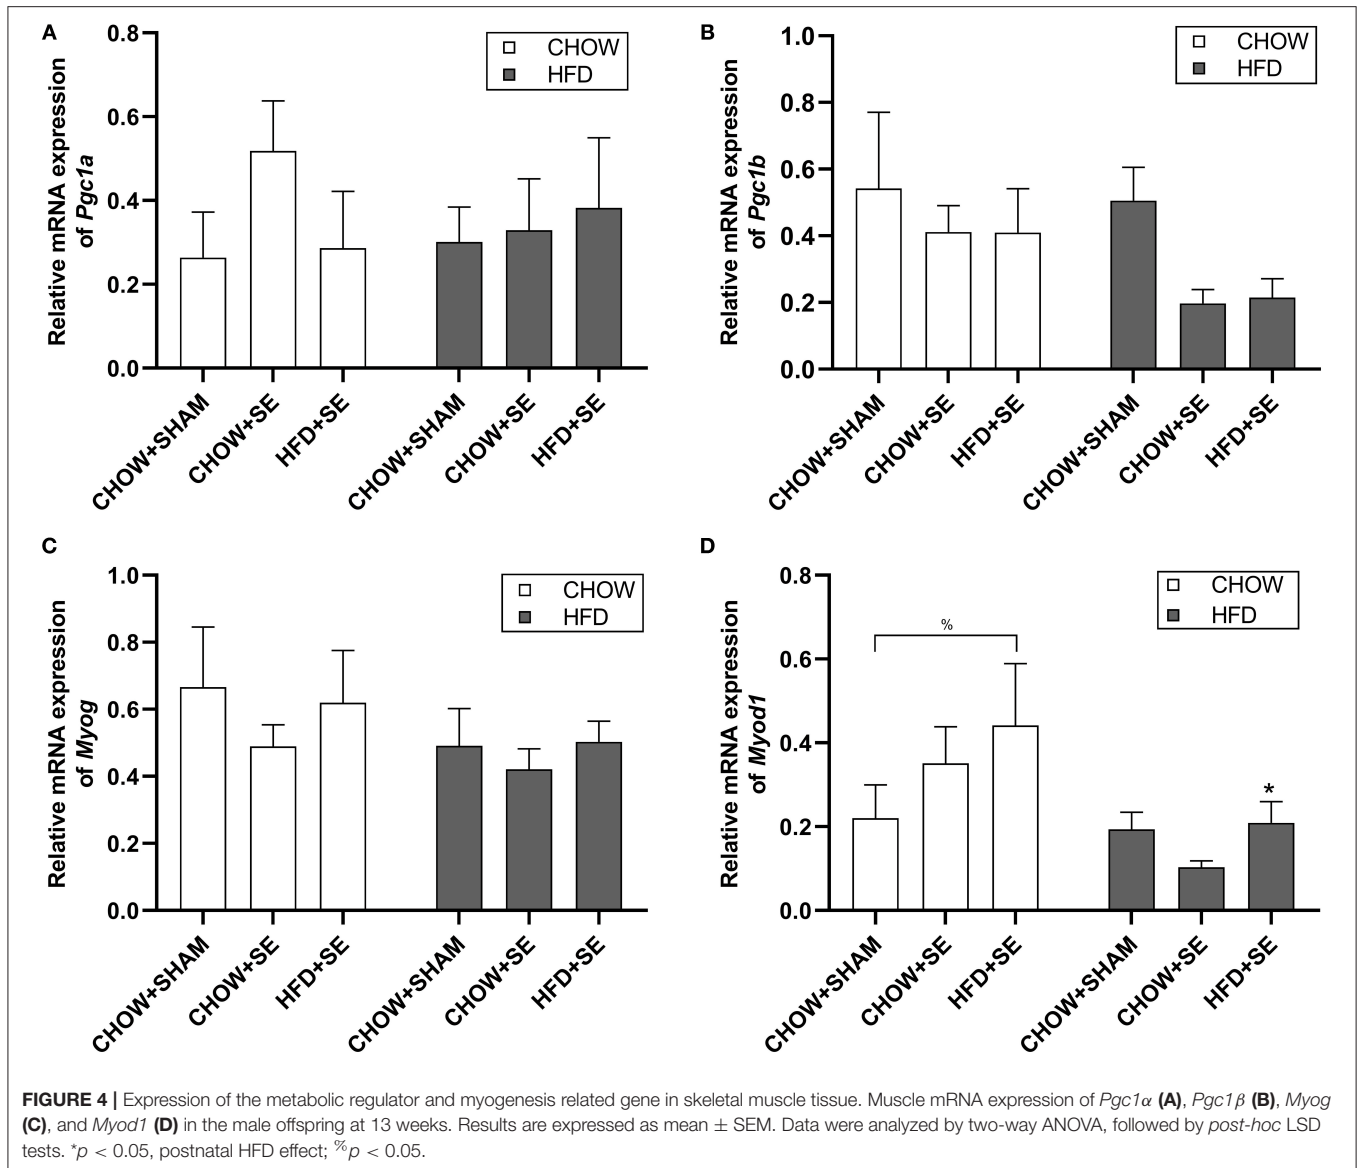 A
Relative mRNA expression
of Pgc1a
0.8
0.6
0.4
0.2
0.0
CHOW
HFD
CHOW+SHAM
CHOW+SE
HFD+SE
CHOW+SHAM
CHOW+SE
HFD+SE
B
Relative mRNA expression
of Pgc1b
1.0
0.8
0.6
0.4
0.2
0.0
CHOW
HFD
CHOW+SHAM
CHOW+SE
HFD+SE
CHOW+SHAM
CHOW+SE
HFD+SE
C
Relative mRNA expression
of Myog
1.0
0.8
0.6
0.4
0.2
0.0
CHOW
HFD
CHOW+SHAM
CHOW+SE
HFD+SE
CHOW+SHAM
CHOW+SE
HFD+SE
D
Relative mRNA expression
of Myod1
0.8
0.6
0.4
0.2
0.0
CHOW
HFD
%
*
CHOW+SHAM
CHOW+SE
HFD+SE
CHOW+SHAM
CHOW+SE
HFD+SE
FIGURE 4 | Expression of the metabolic regulator and myogenesis related gene in skeletal muscle tissue. Muscle mRNA expression of Pgc1α (A), Pgc1β (B), Myog
(C), and Myod1 (D) in the male offspring at 13 weeks. Results are expressed as mean ± SEM. Data were analyzed by two-way ANOVA, followed by post-hoc LSD
tests. *p < 0.05, postnatal HFD effect; %p < 0.05.